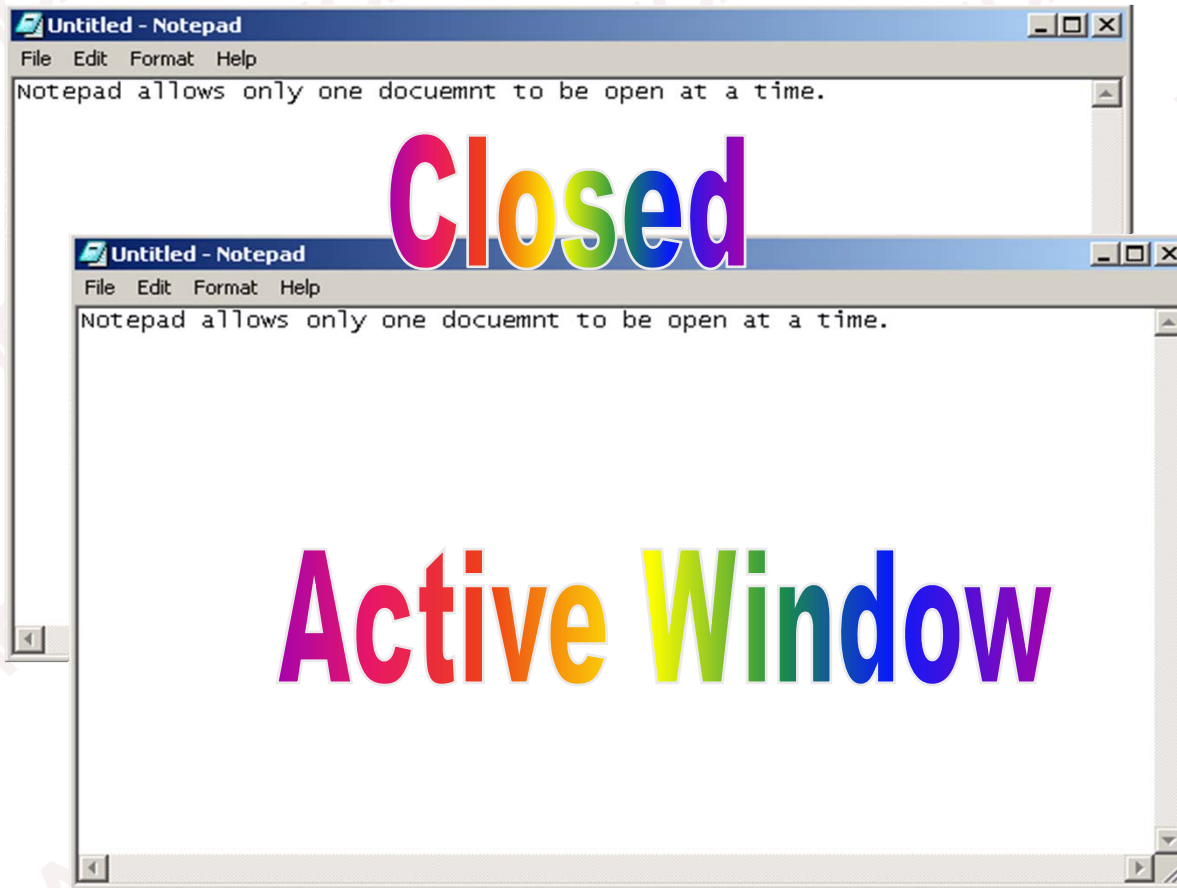 Untitled - Notepad
File Edit Format Help
Notepad allows only one docuemnt to be open at a time.
Closed
Untitled - Notepad
File Edit Format Help
Notepad allows only one docuemnt to be open at a time.
Active Window